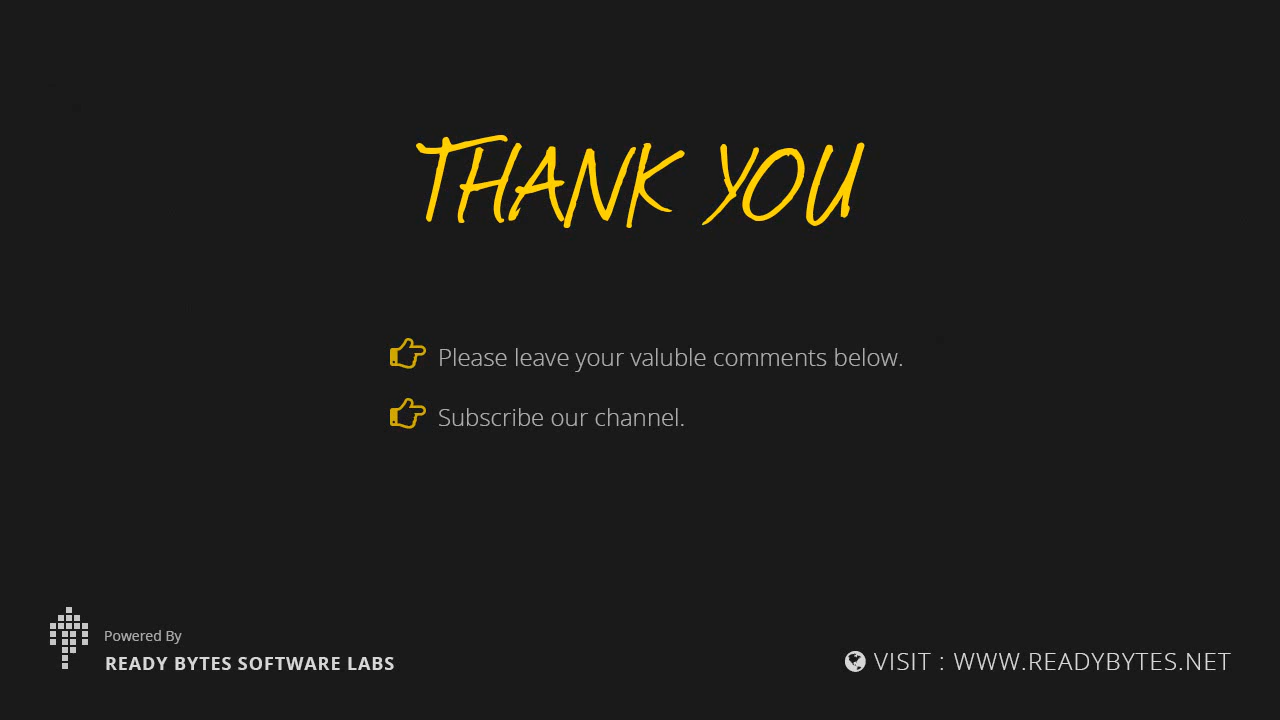 THANK YOU
Please leave your valuble comments below.
Subscribe our channel.
Powered By
READY BYTES SOFTWARE LABS
VISIT : WWW.READYBYTES.NET